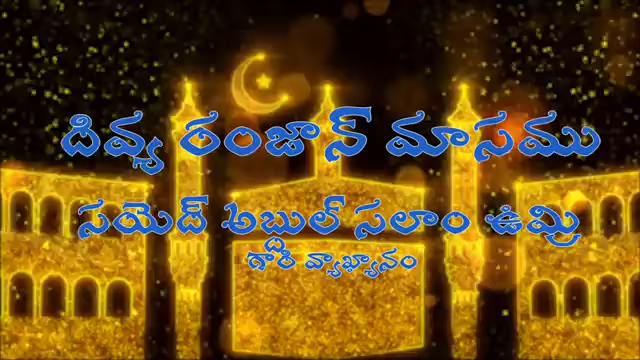 దివ్య రంజాన్ మాసము
సయెద్ అబ్దుల్ సలాం ఉమ్రి
గారి వ్యాఖ్యానం